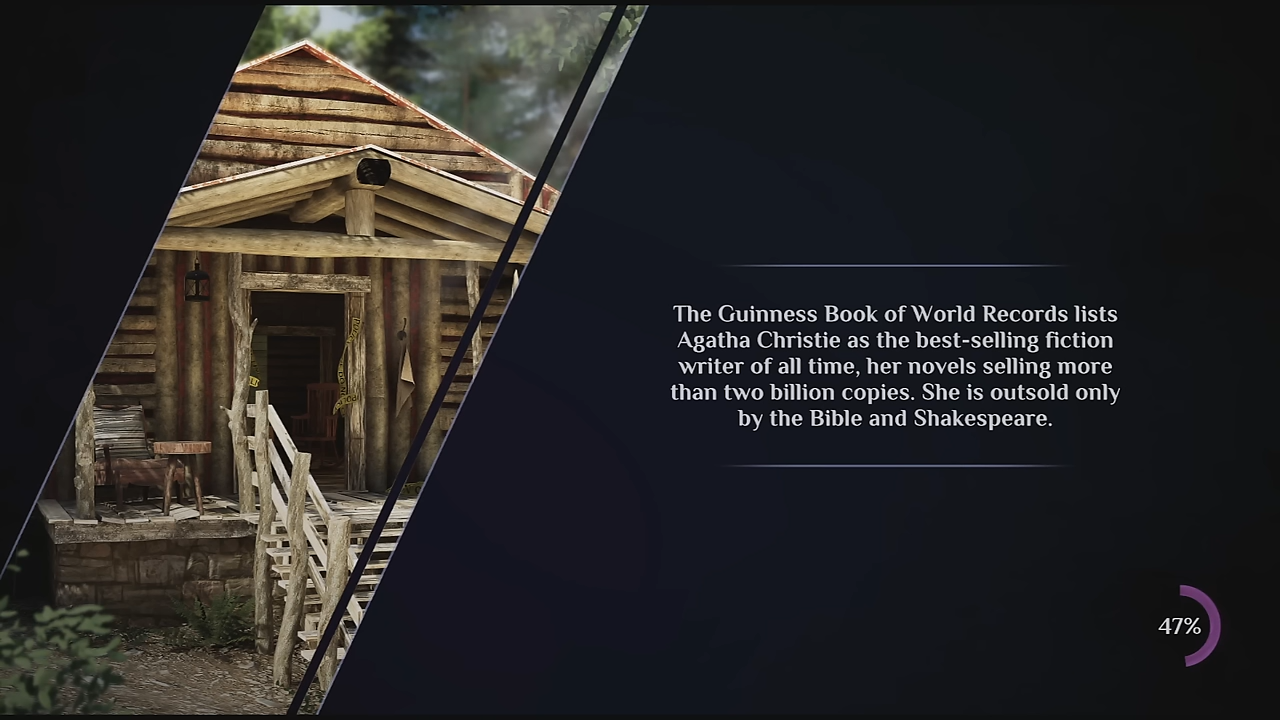 The Guinness Book of World Records lists
Agatha Christie as the best-selling fiction
writer of all time, her novels selling more
than two billion copies. She is outsold only
by the Bible and Shakespeare.
47%